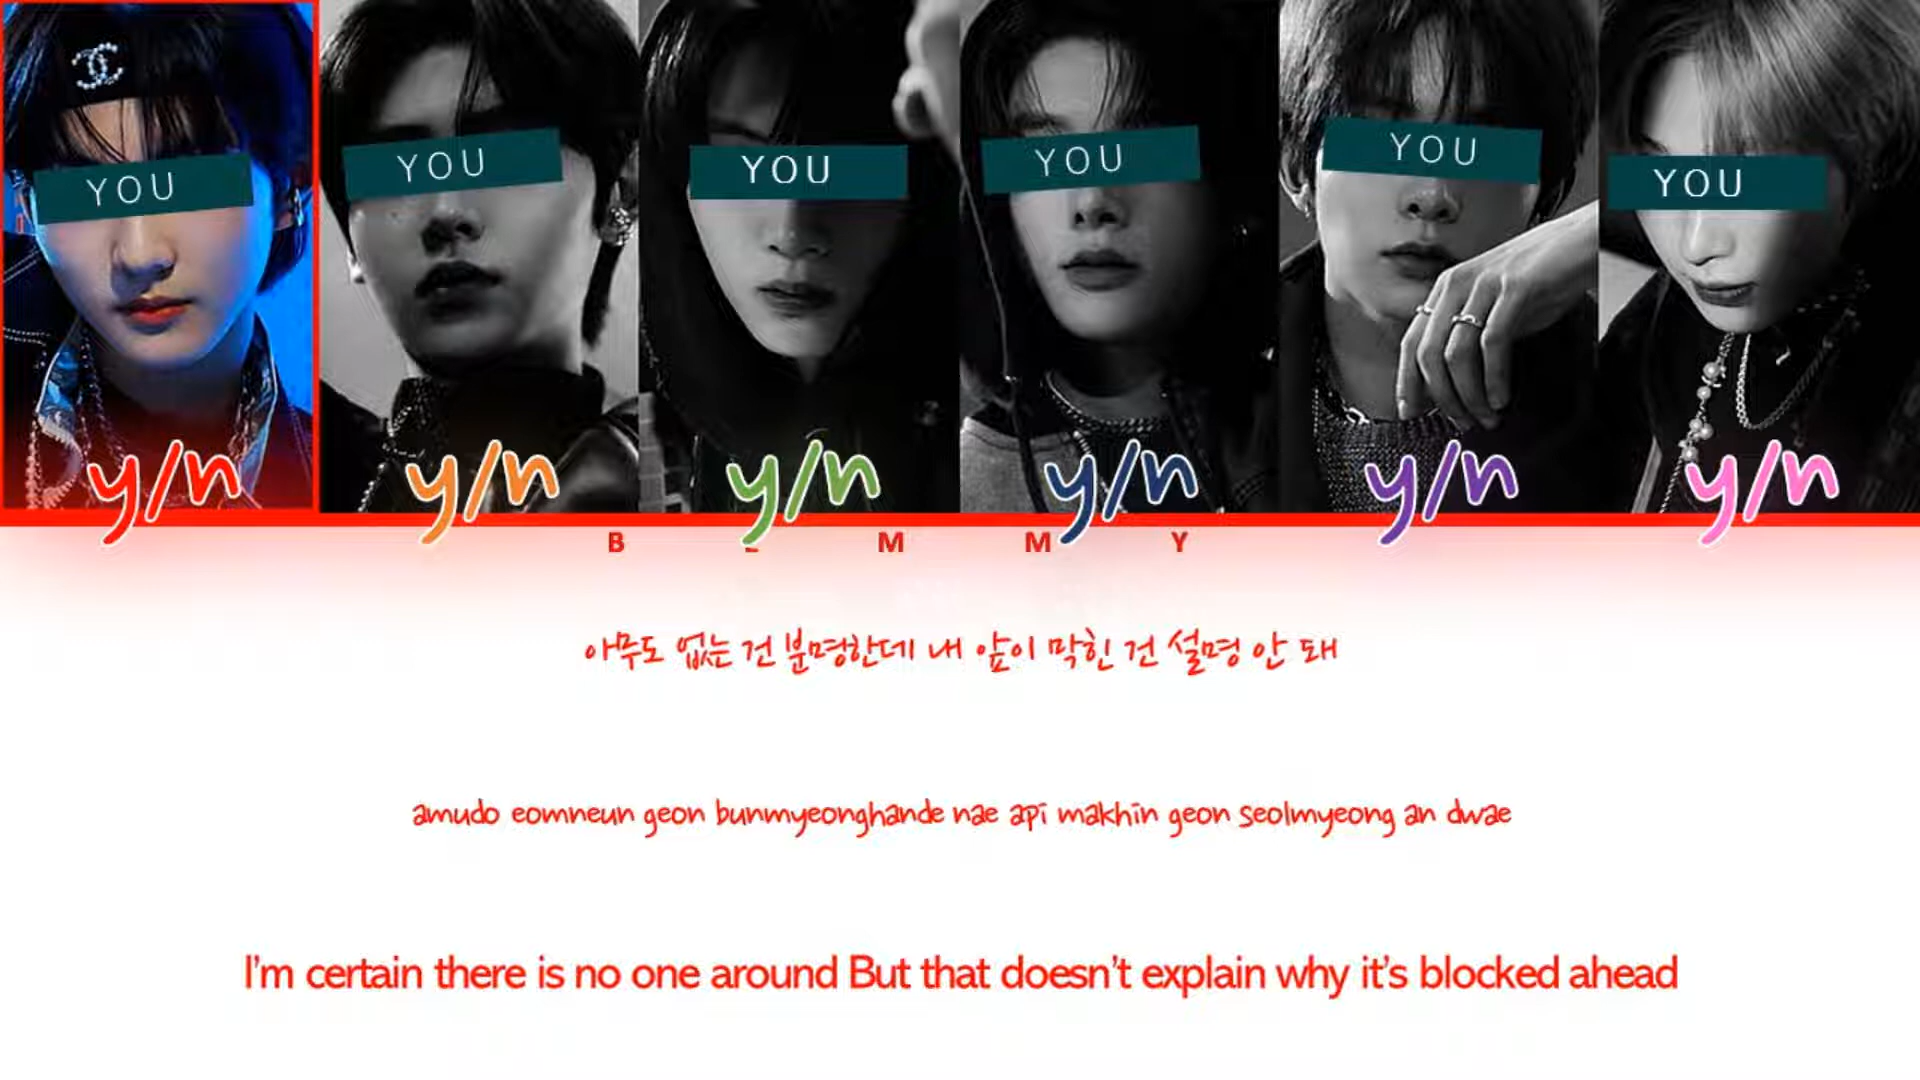 YOU YOU YOU YOU YOU YOU
y/n y/n y/n y/n y/n y/n
B L M M Y
아무도 없는 건 분명한데 내 앞이 막힌 건 설명 안 돼
amudo eomneun geon bunmyeonghande nae api makhin geon seolmyeong an dwae
I'm certain there is no one around But that doesn't explain why it's blocked ahead